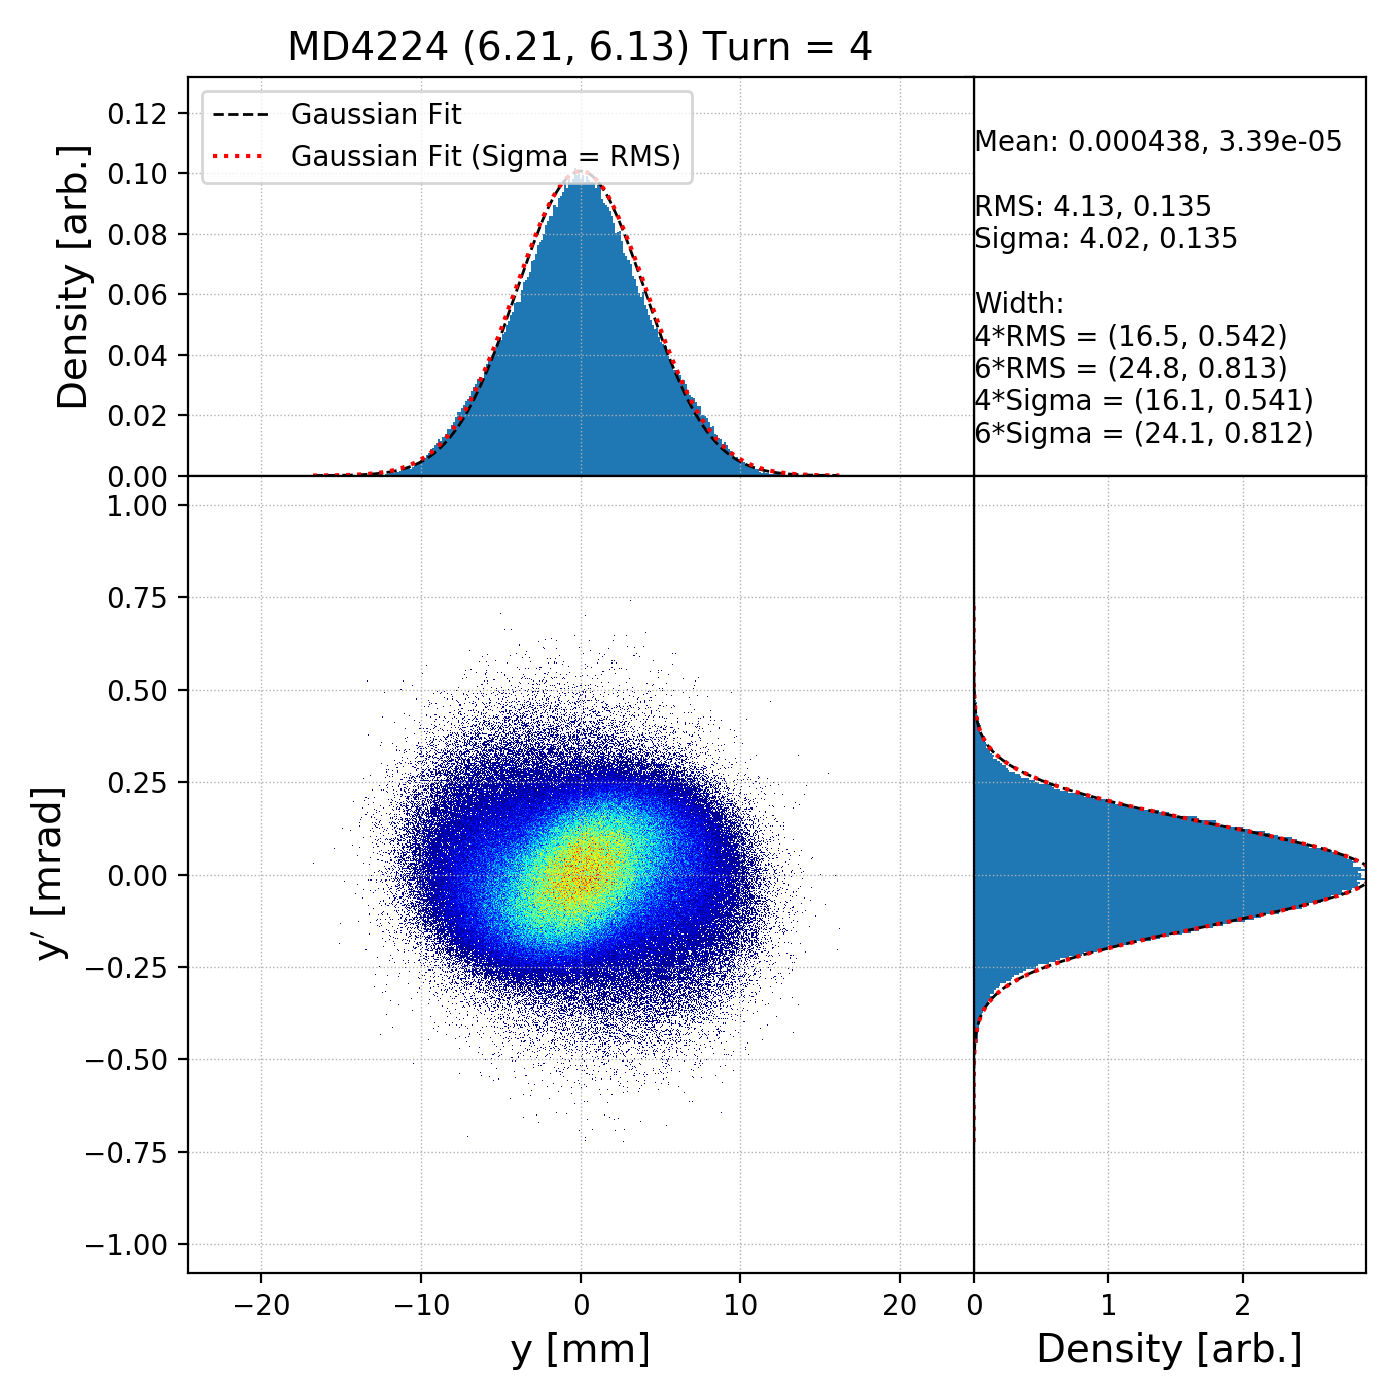 MD4224 (6.21, 6.13) Turn = 4
Gaussian Fit
Gaussian Fit (Sigma = RMS)
Density [arb.]
0.12
0.10
0.08
0.06
0.04
0.02
0.00
Mean: 0.000438, 3.39e-05
RMS: 4.13, 0.135
Sigma: 4.02, 0.135
Width:
4*RMS = (16.5, 0.542)
6*RMS = (24.8, 0.813)
4*Sigma = (16.1, 0.541)
6*Sigma = (24.1, 0.812)
y′ [mrad]
1.00
0.75
0.50
0.25
0.00
−0.25
−0.50
−0.75
−1.00
−20 −10 0 10 20
y [mm]
0 1 2
Density [arb.]